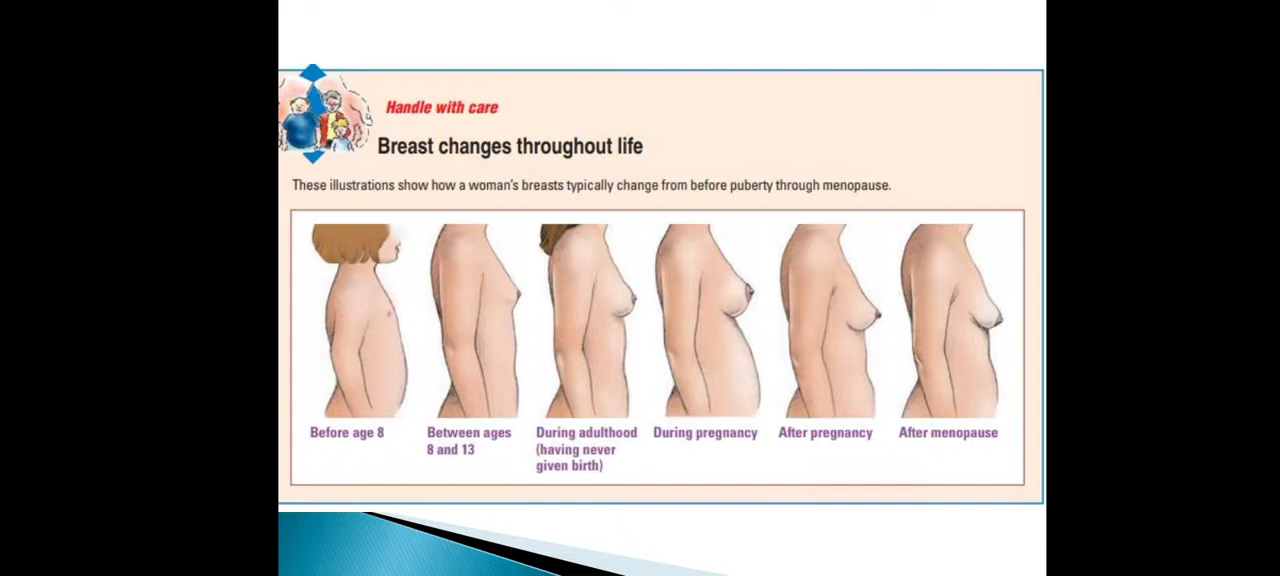 Handle with care
Breast changes throughout life
These illustrations show how a woman's breasts typically change from before puberty through menopause.
Before age 8
Between ages
8 and 13
During adulthood
(having never
given birth)
During pregnancy
After pregnancy
After menopause